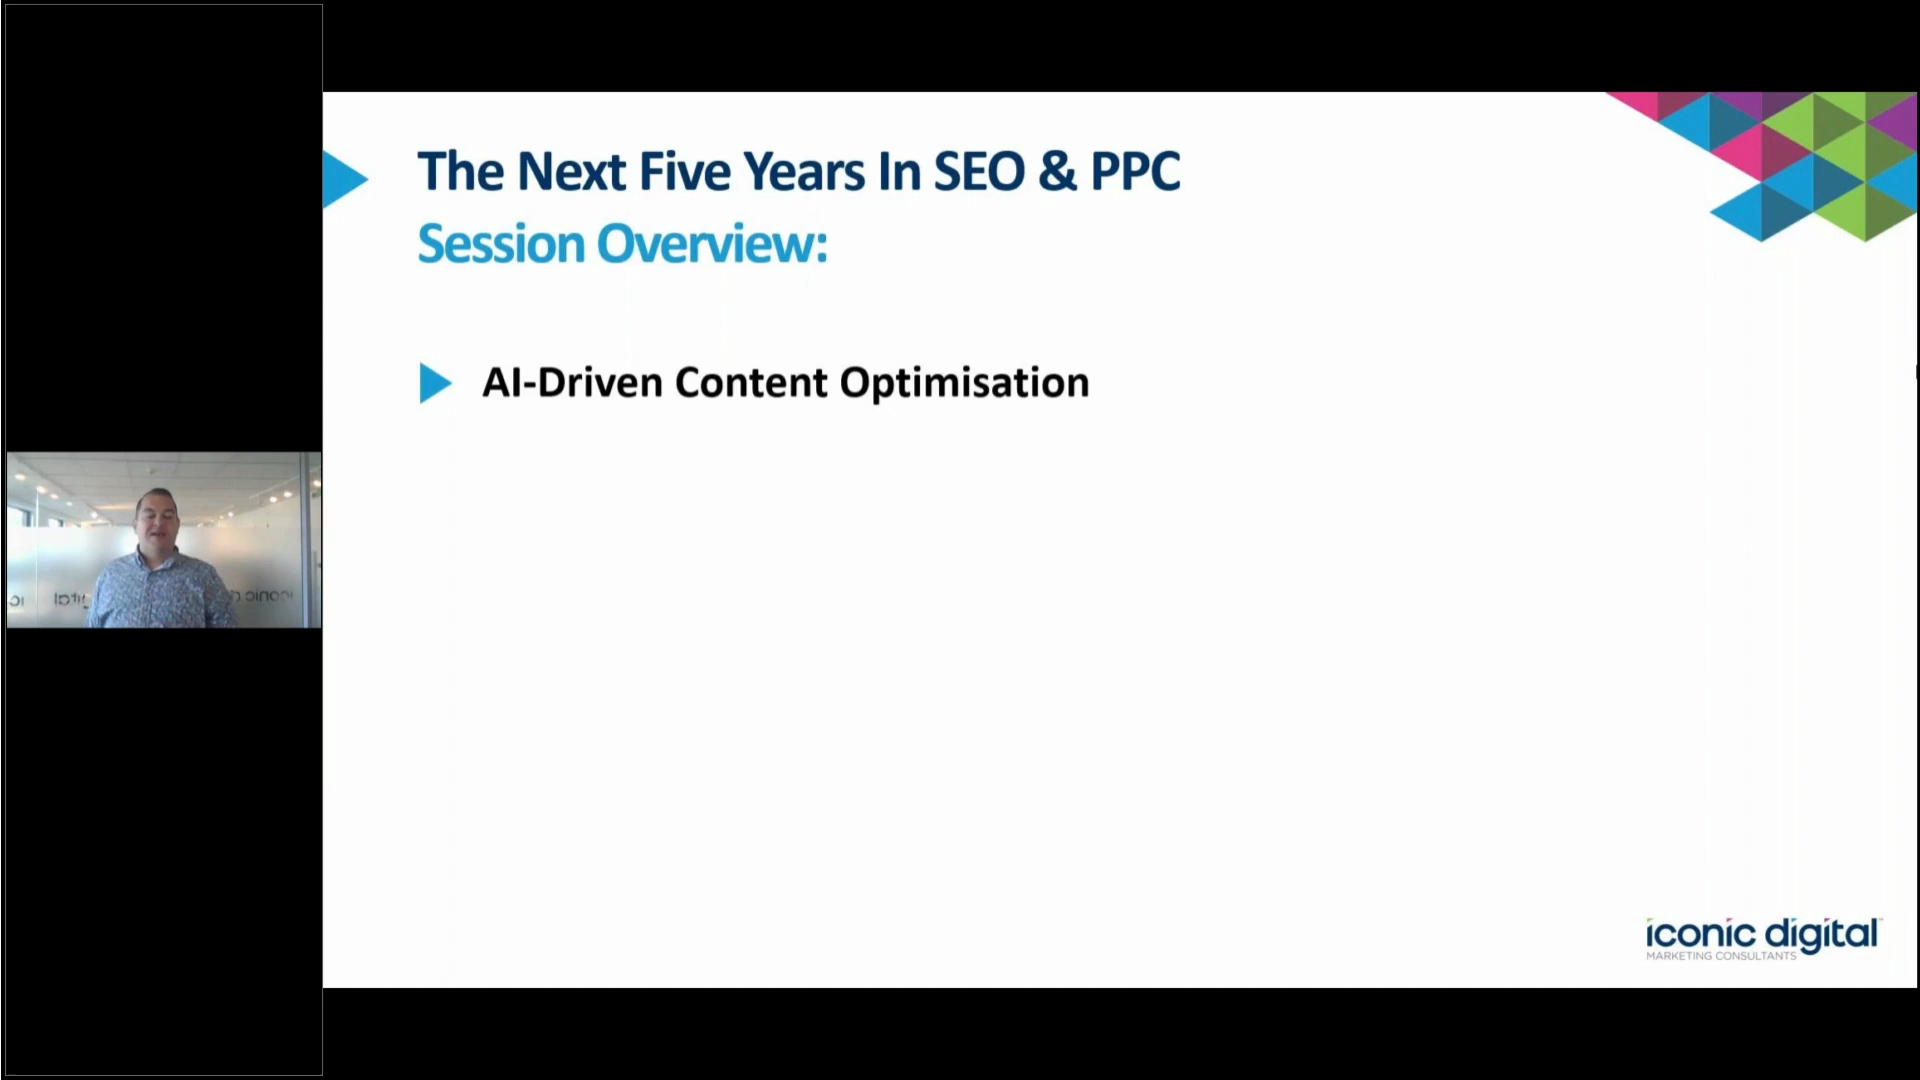 The Next Five Years In SEO & PPC
Session Overview:
AI-Driven Content Optimisation
iconic digital
MARKETING CONSULTANTS